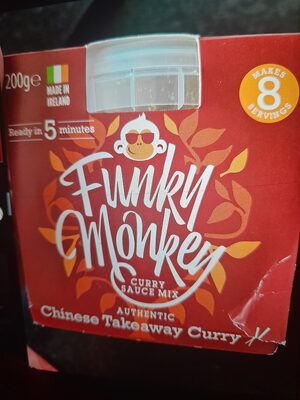 200g℮
MADE IN
IRELAND
MAKES
8
SERVINGS
Ready in 5 minutes
Funky
Monkey
CURRY
SAUCE MIX
AUTHENTIC
Chinese Takeaway Curry